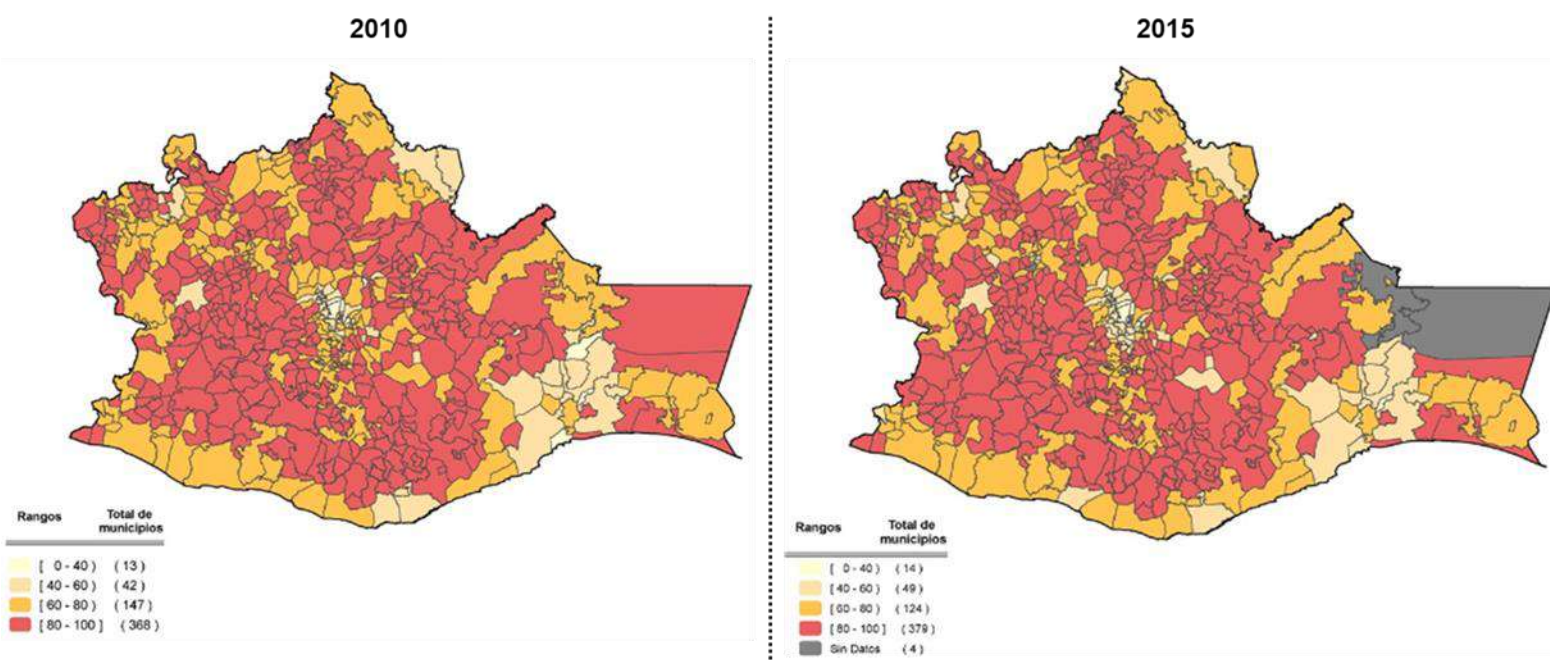 2010
Rangos Total de
municipios
[ 0 - 40 ) ( 13 )
[ 40 - 60 ) ( 42 )
[ 60 - 80 ) ( 147 )
[ 80 - 100 ] ( 368 )
2015
Rangos Total de
municipios
[ 0 - 40 ) ( 14 )
[ 40 - 60 ) ( 49 )
[ 60 - 80 ) ( 124 )
[ 80 - 100 ] ( 379 )
Sin Datos ( 4 )